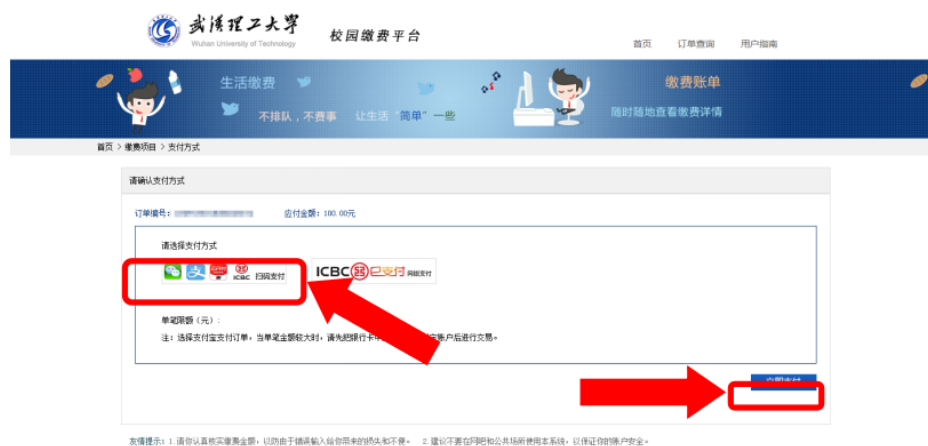 武汉理工大学
Wuhan University of Technology
校园缴费平台
首页 订单查询 用户指南
生活缴费
不排队，不费事 让生活“简单”一些
缴费账单
随时随地查看缴费详情
首页 > 缴费项目 > 支付方式
请确认支付方式
订单编号： 应付金额：100.00元
请选择支付方式
ICBC 扫码支付 ICBC e支付 网银支付
单笔限额（元）：
注：选择支付宝支付订单，当单笔金额较大时，请先把银行卡中 账户后进行交易。
立即支付
友情提示：1.请你认真核实缴费金额，以防由于错误输入给你带来的损失和不便。 2.建议不要在网吧和公共场所使用本系统，以保证你的账户安全。